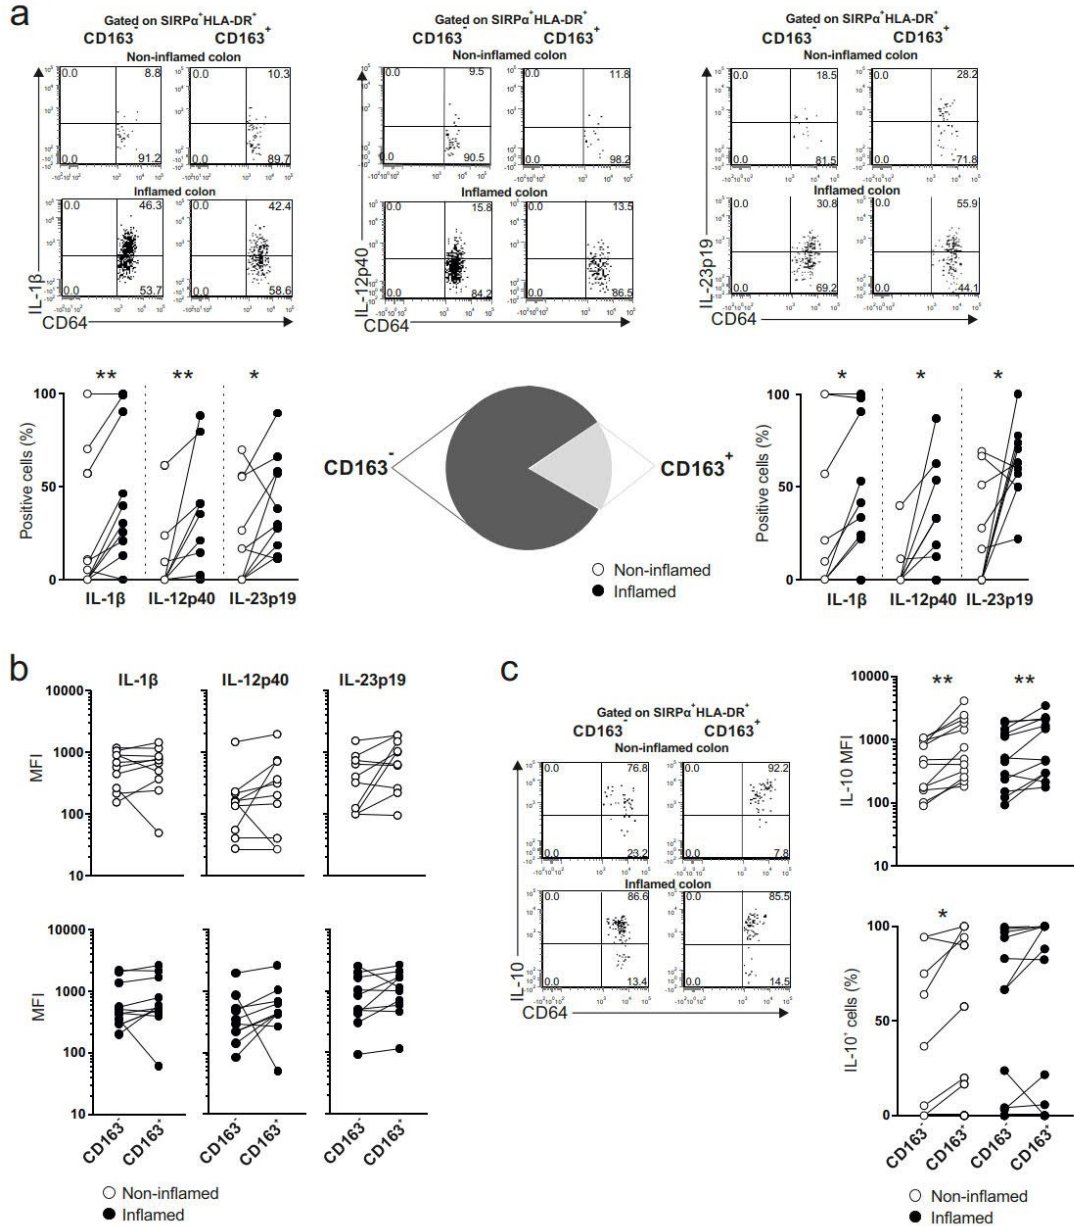 a
Gated on SIRPα⁺HLA-DR⁺
CD163⁻ CD163⁺
Non-inflamed colon
0.0 8.8 0.0 10.3
0.0 91.2 0.0 89.7
Inflamed colon
0.0 46.3 0.0 42.4
0.0 53.7 0.0 58.6
IL-1β
CD64
Gated on SIRPα⁺HLA-DR⁺
CD163⁻ CD163⁺
Non-inflamed colon
0.0 9.5 0.0 11.8
0.0 90.5 0.0 98.2
Inflamed colon
0.0 15.8 0.0 13.5
0.0 84.2 0.0 86.5
IL-12p40
CD64
Gated on SIRPα⁺HLA-DR⁺
CD163⁻ CD163⁺
Non-inflamed colon
0.0 18.5 0.0 28.2
0.0 81.5 0.0 71.8
Inflamed colon
0.0 30.8 0.0 55.9
0.0 69.2 0.0 44.1
IL-23p19
CD64
** ** *
100
50
0
Positive cells (%)
IL-1β IL-12p40 IL-23p19
CD163⁻ CD163⁺
Non-inflamed
Inflamed
* * *
100
50
0
Positive cells (%)
IL-1β IL-12p40 IL-23p19
b
IL-1β IL-12p40 IL-23p19
10000
1000
100
10
MFI
10000
1000
100
10
MFI
CD163⁻ CD163⁺ CD163⁻ CD163⁺ CD163⁻ CD163⁺
Non-inflamed
Inflamed
c
Gated on SIRPα⁺HLA-DR⁺
CD163⁻ CD163⁺
Non-inflamed colon
0.0 76.8 0.0 92.2
0.0 23.2 0.0 7.8
Inflamed colon
0.0 86.6 0.0 85.5
0.0 13.4 0.0 14.5
IL-10
CD64
** **
10000
1000
100
10
IL-10 MFI
*
100
50
0
IL-10⁺ cells (%)
CD163⁻ CD163⁺ CD163⁻ CD163⁺
Non-inflamed
Inflamed